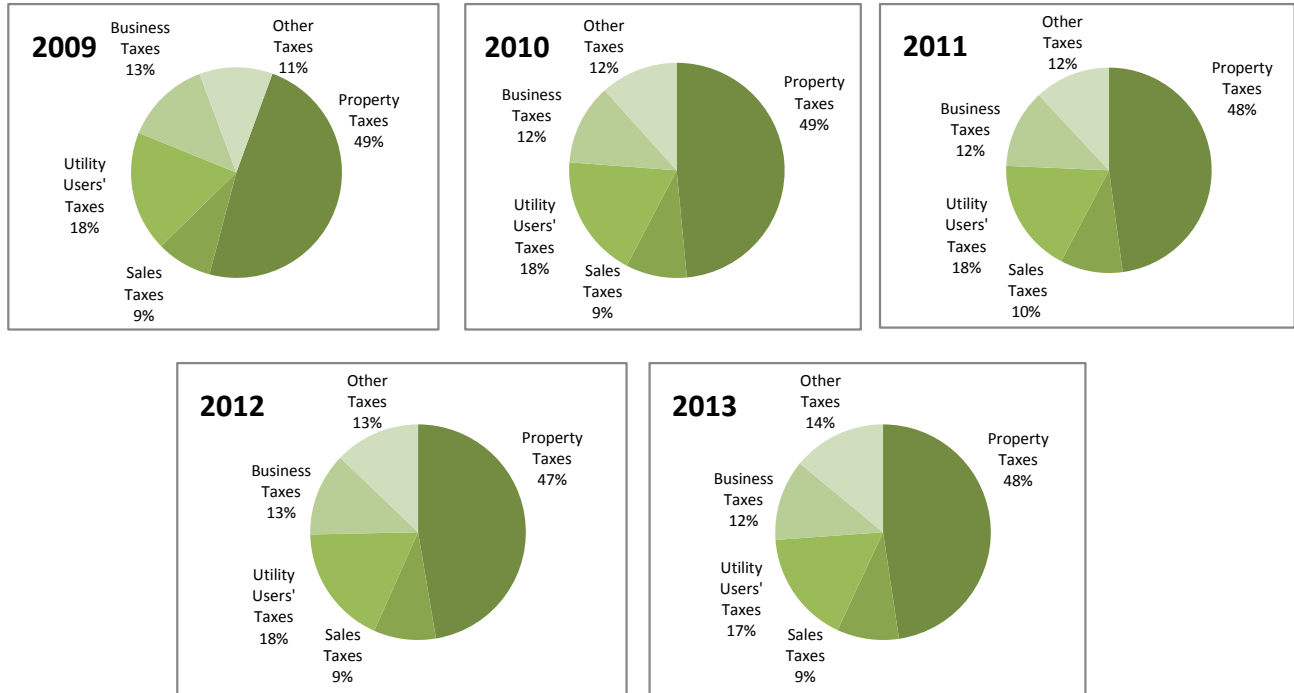 2009
Business
Taxes
13%
Other
Taxes
11%
Property
Taxes
49%
Utility
Users'
Taxes
18%
Sales
Taxes
9%
2010
Other
Taxes
12%
Property
Taxes
49%
Business
Taxes
12%
Utility
Users'
Taxes
18%
Sales
Taxes
9%
2011
Other
Taxes
12%
Property
Taxes
48%
Business
Taxes
12%
Utility
Users'
Taxes
18%
Sales
Taxes
10%
2012
Other
Taxes
13%
Property
Taxes
47%
Business
Taxes
13%
Utility
Users'
Taxes
18%
Sales
Taxes
9%
2013
Other
Taxes
14%
Property
Taxes
48%
Business
Taxes
12%
Utility
Users'
Taxes
17%
Sales
Taxes
9%